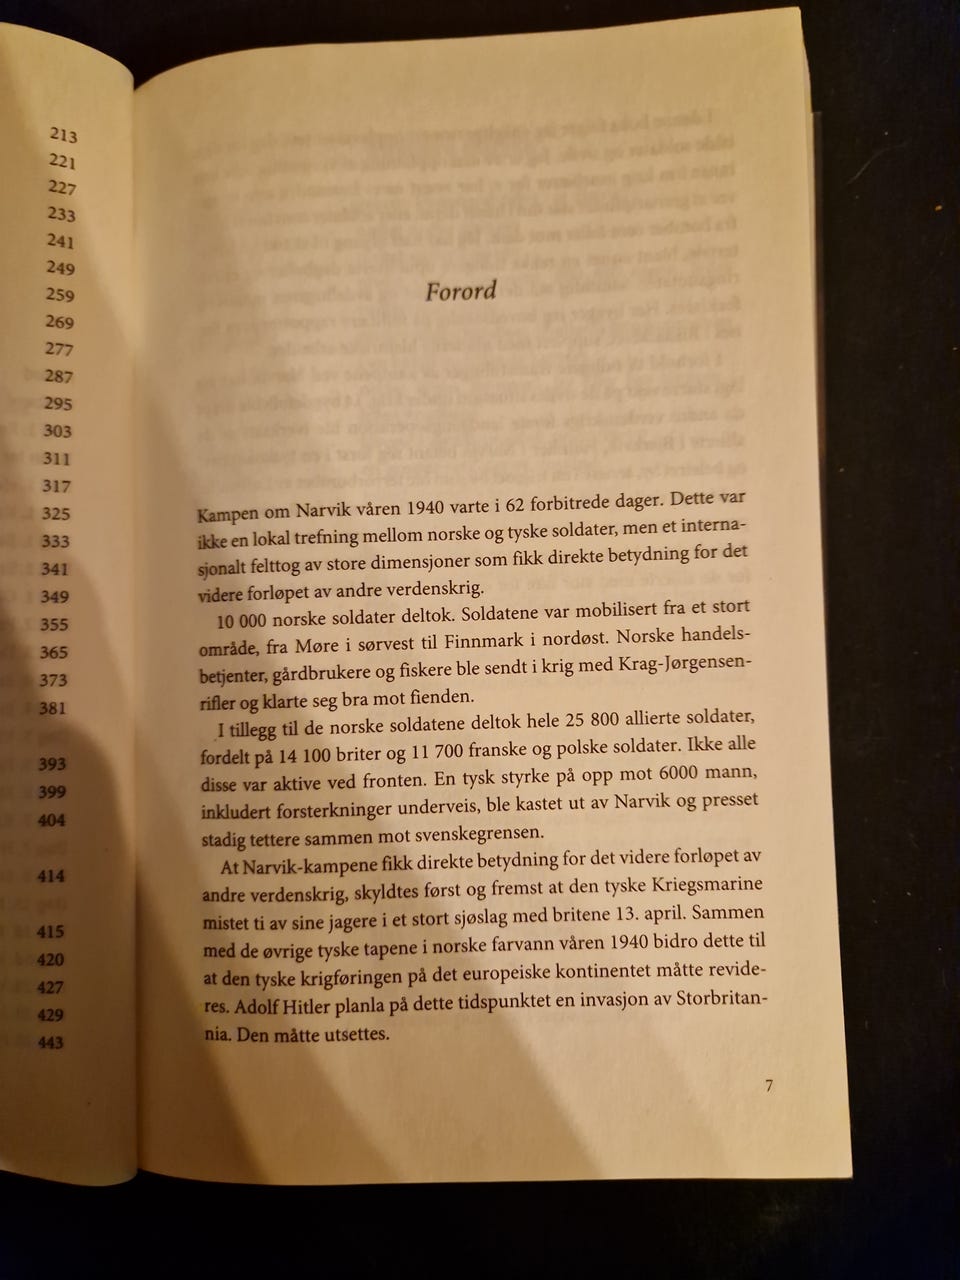 213
221
227
233
241
249
259
269
277
287
295
303
311
317
325
333
341
349
355
365
373
381
393
399
404
414
415
420
427
429
443
Forord
Kampen om Narvik våren 1940 varte i 62 forbitrede dager. Dette var
ikke en lokal trefning mellom norske og tyske soldater, men et interna-
sjonalt felttog av store dimensjoner som fikk direkte betydning for det
videre forløpet av andre verdenskrig.
10 000 norske soldater deltok. Soldatene var mobilisert fra et stort
område, fra Møre i sørvest til Finnmark i nordøst. Norske handels-
betjenter, gårdbrukere og fiskere ble sendt i krig med Krag-Jørgensen-
rifler og klarte seg bra mot fienden.
I tillegg til de norske soldatene deltok hele 25 800 allierte soldater,
fordelt på 14 100 briter og 11 700 franske og polske soldater. Ikke alle
disse var aktive ved fronten. En tysk styrke på opp mot 6000 mann,
inkludert forsterkninger underveis, ble kastet ut av Narvik og presset
stadig tettere sammen mot svenskegrensen.
At Narvik-kampene fikk direkte betydning for det videre forløpet av
andre verdenskrig, skyldtes først og fremst at den tyske Kriegsmarine
mistet ti av sine jagere i et stort sjøslag med britene 13. april. Sammen
med de øvrige tyske tapene i norske farvann våren 1940 bidro dette til
at den tyske krigføringen på det europeiske kontinentet måtte revide-
res. Adolf Hitler planla på dette tidspunktet en invasjon av Storbritan-
nia. Den måtte utsettes.
7